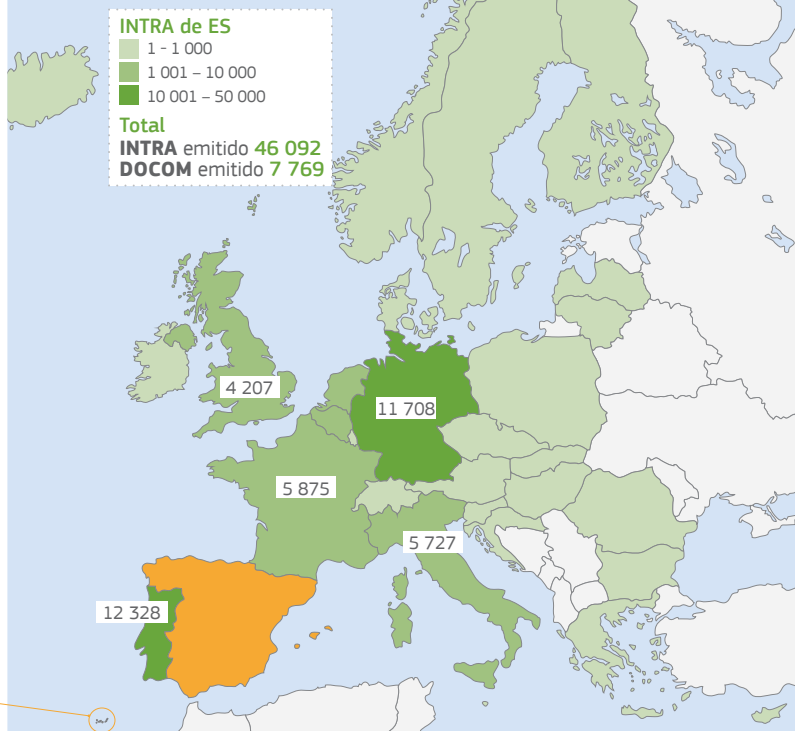 INTRA de ES
1 - 1 000
1 001 – 10 000
10 001 – 50 000
Total
INTRA emitido 46 092
DOCOM emitido 7 769
4 207
11 708
5 875
5 727
12 328